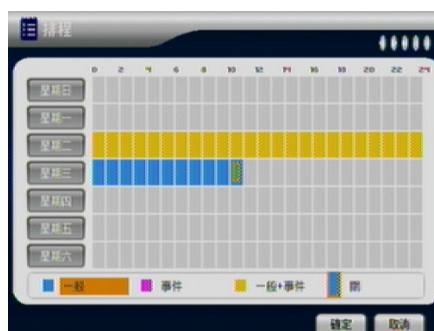 排程
0 2 4 6 8 10 12 14 16 18 20 22 24
星期日
星期一
星期二
星期三
星期四
星期五
星期六
一般 事件 一般+事件 關
確定 取消